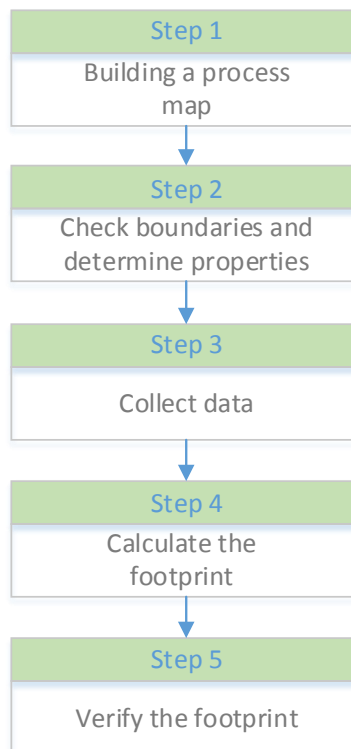 Step 1
Building a process
map
Step 2
Check boundaries and
determine properties
Step 3
Collect data
Step 4
Calculate the
footprint
Step 5
Verify the footprint